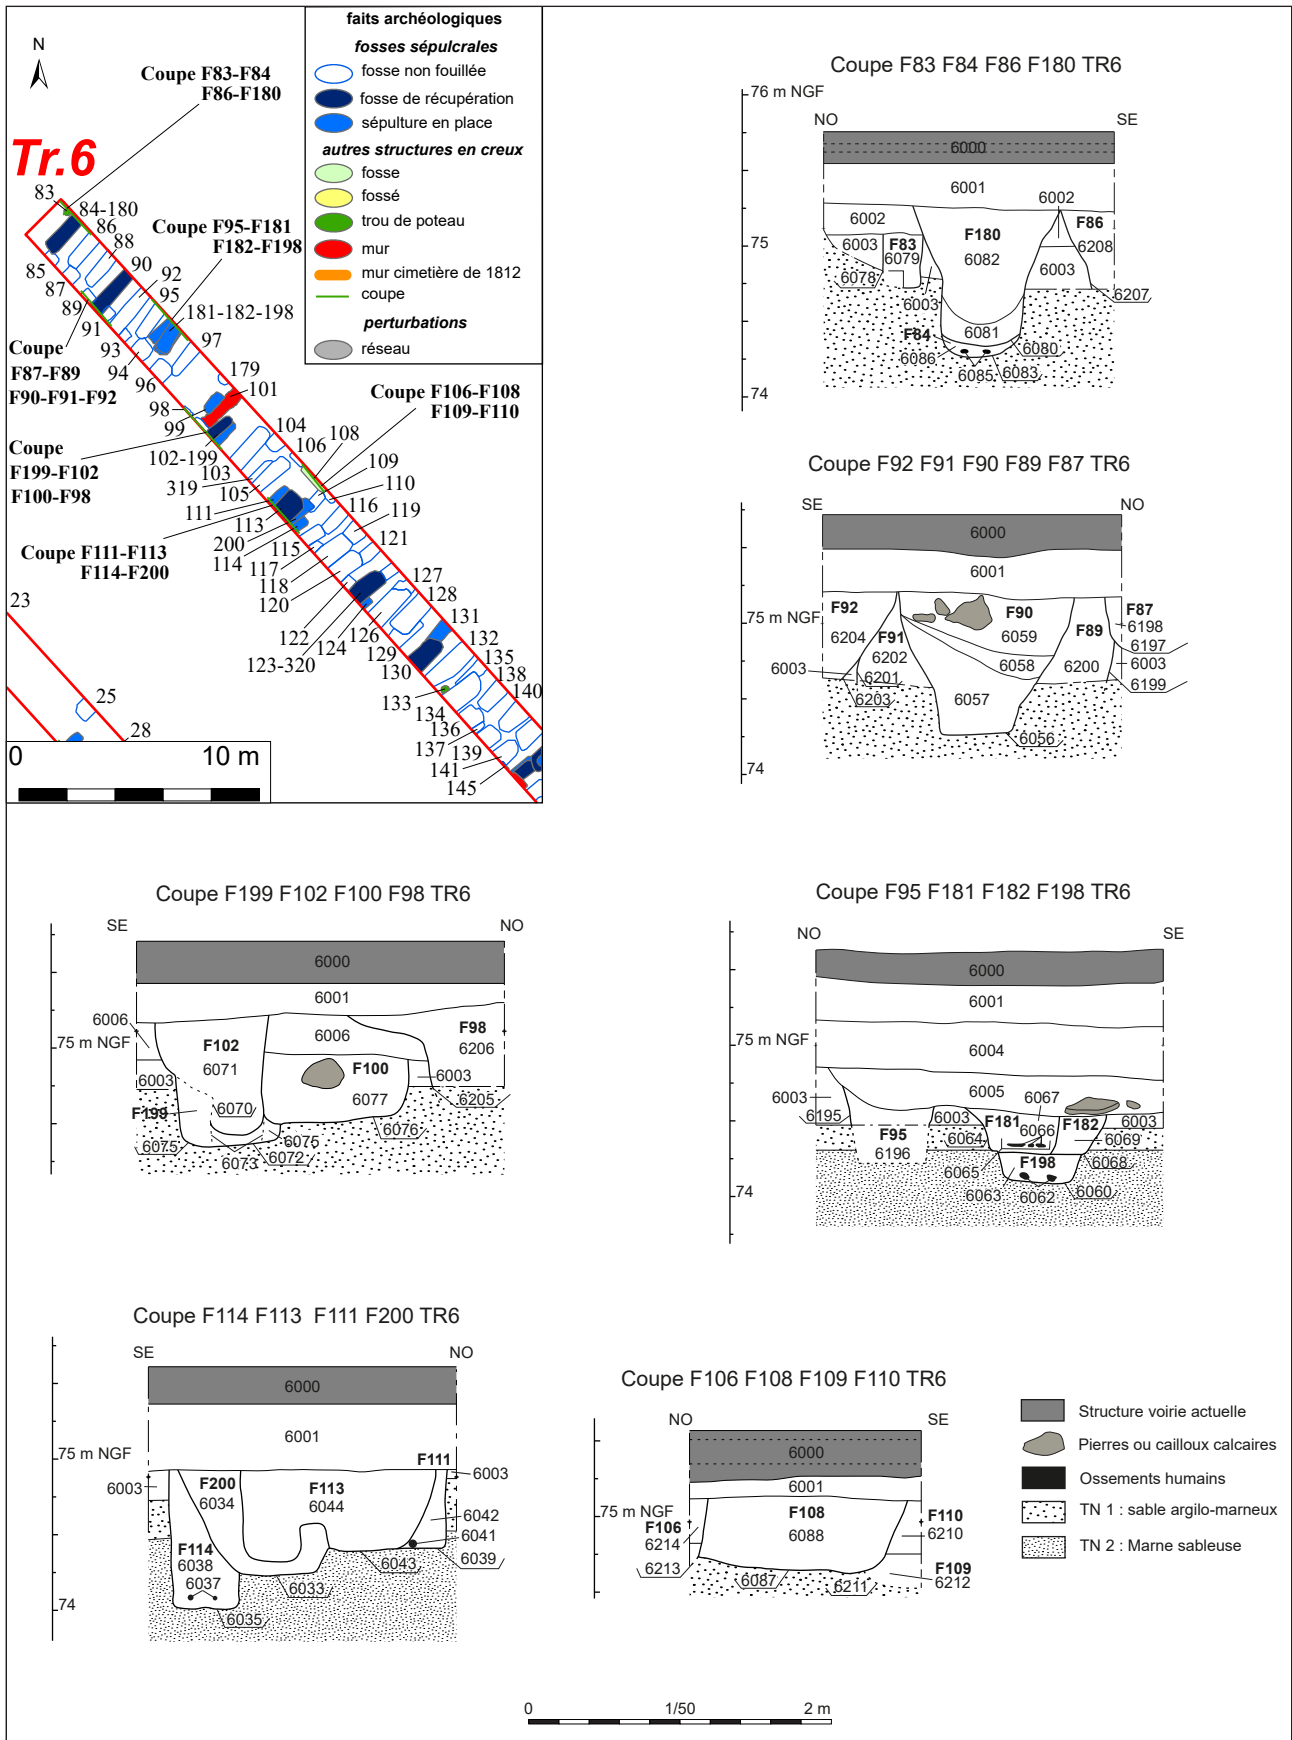 faits archéologiques
fosses sépulcrales
fosse non fouillée
fosse de récupération
sépulture en place
autres structures en creux
fosse
fossé
trou de poteau
mur
mur cimetière de 1812
coupe
perturbations
réseau
N
Coupe F83-F84
F86-F180
Tr.6
83
84-180
86
88
90
92
95
Coupe F95-F181
F182-F198
181-182-198
97
85
87
89
91
93
94
96
98
99
Coupe
F87-F89
F90-F91-F92
179
101
Coupe F106-F108
F109-F110
104
106
108
109
110
116
119
121
Coupe
F199-F102
F100-F98
102-199
103
319
105
111
113
200
114
115
117
118
120
Coupe F111-F113
F114-F200
122
123-320
124
126
129
130
127
128
131
132
135
138
140
133
134
136
137
139
141
145
23
25
28
0 10 m
Coupe F83 F84 F86 F180 TR6
76 m NGF
NO SE
6000
6001
6002
6002
F86
F180
6003 F83
6208
75
6079
6082
6003
6078
6003
6207
F84
6081
6086
6080
6085
6083
74
Coupe F92 F91 F90 F89 F87 TR6
SE NO
6000
6001
75 m NGF
F92
F90
F87
6198
F91
6059
F89
6204
6197
6202
6058
6200
6003
6003
6201
6199
6203
6057
6056
74
Coupe F199 F102 F100 F98 TR6
SE NO
6000
6001
6006
75 m NGF
F102
6006
F98
6206
6071
F100
6003
6003
6077
6205
F199
6070
6076
6075
6075
6073
6072
74
Coupe F95 F181 F182 F198 TR6
NO SE
6000
6001
75 m NGF
6004
6005
6067
6003
6003
6003
6195
F181
6066
F182
F95
6064
6069
6196
F198
6068
6065
6063
6062
6060
74
Coupe F114 F113 F111 F200 TR6
SE NO
6000
6001
75 m NGF
F111
6003
6003
F200
F113
6034
6044
6042
6041
F114
6038
6043
6039
6037
6033
6035
74
Coupe F106 F108 F109 F110 TR6
NO SE
6000
6001
75 m NGF
F108
F110
F106
6088
6210
6214
6213
F109
6087
6211
6212
Structure voirie actuelle
Pierres ou cailloux calcaires
Ossements humains
TN 1 : sable argilo-marneux
TN 2 : Marne sableuse
74
0 1/50 2 m